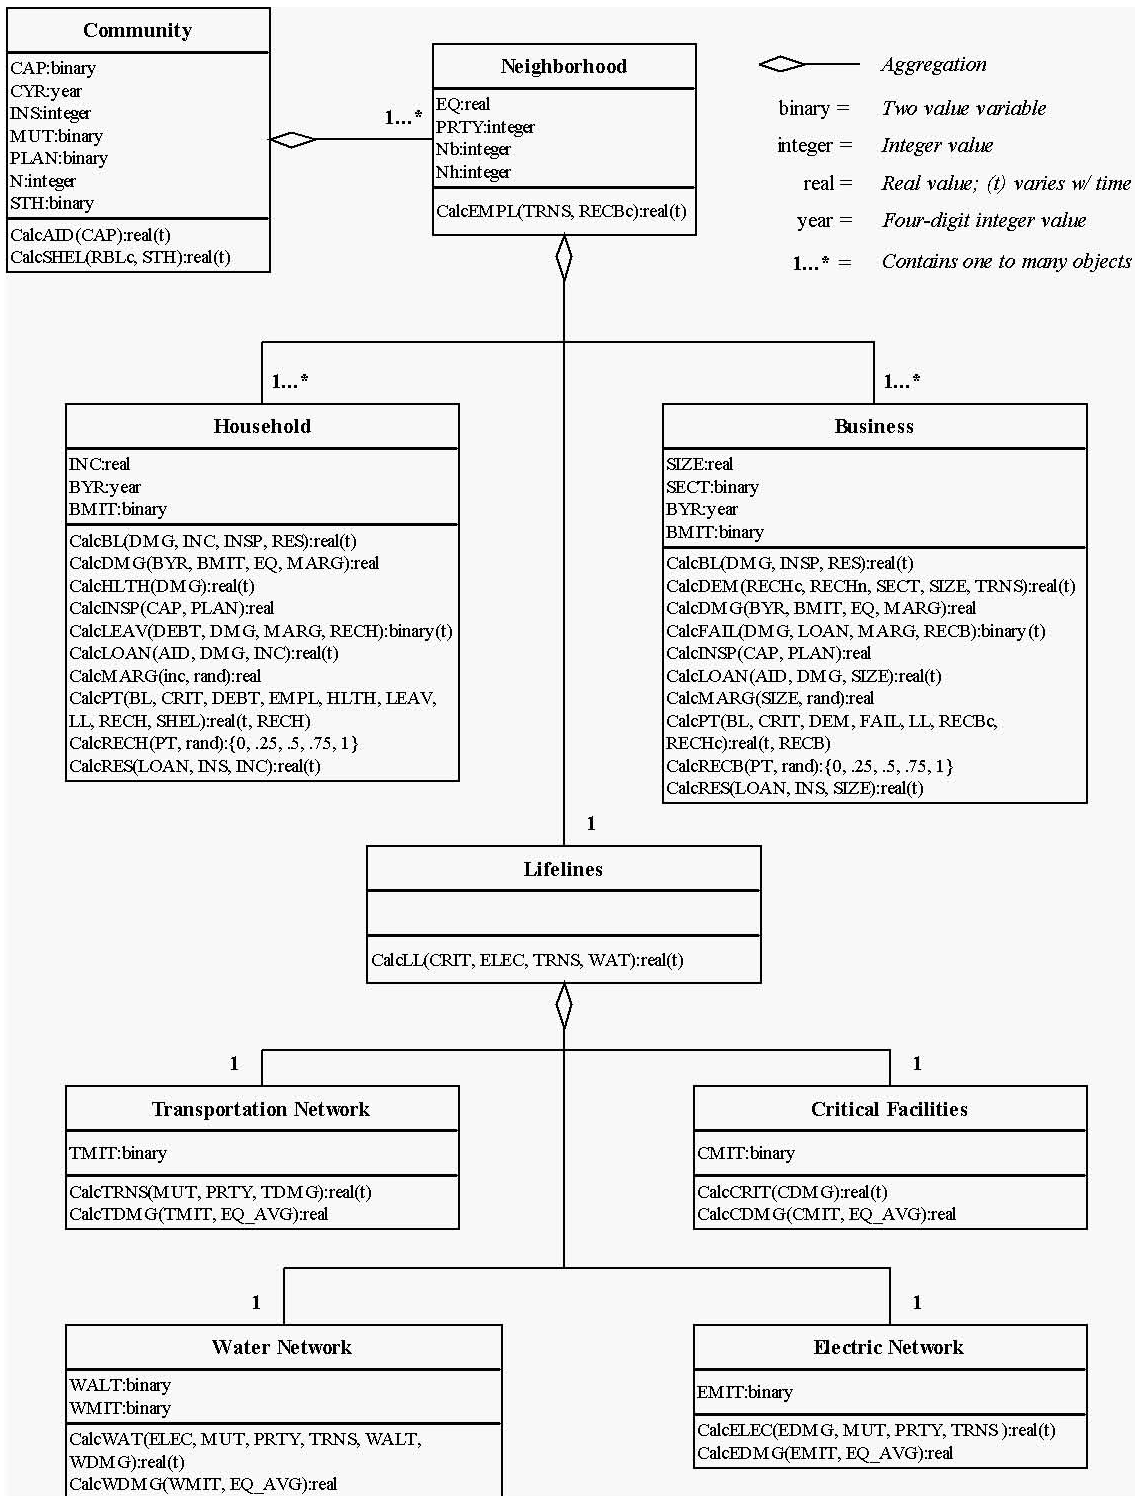 Community
CAP:binary
CYR:year
INS:integer
MUT:binary
PLAN:binary
N:integer
STH:binary
CalcAID(CAP):real(t)
CalcSHEL(RBLc, STH):real(t)
1...*
Neighborhood
EQ:real
PRTY:integer
Nb:integer
Nh:integer
CalcEMPL(TRNS, RECBc):real(t)
Aggregation
binary = Two value variable
integer = Integer value
real = Real value; (t) varies w/ time
year = Four-digit integer value
1...* = Contains one to many objects
1...*
Household
INC:real
BYR:year
BMIT:binary
CalcBL(DMG, INC, INSP, RES):real(t)
CalcDMG(BYR, BMIT, EQ, MARG):real
CalcHLTH(DMG):real(t)
CalcINSP(CAP, PLAN):real
CalcLEAV(DEBT, DMG, MARG, RECH):binary(t)
CalcLOAN(AID, DMG, INC):real(t)
CalcMARG(inc, rand):real
CalcPT(BL, CRIT, DEBT, EMPL, HLTH, LEAV,
LL, RECH, SHEL):real(t, RECH)
CalcRECH(PT, rand):{0, .25, .5, .75, 1}
CalcRES(LOAN, INS, INC):real(t)
1...*
Business
SIZE:real
SECT:binary
BYR:year
BMIT:binary
CalcBL(DMG, INSP, RES):real(t)
CalcDEM(RECHc, RECHn, SECT, SIZE, TRNS):real(t)
CalcDMG(BYR, BMIT, EQ, MARG):real
CalcFAIL(DMG, LOAN, MARG, RECB):binary(t)
CalcINSP(CAP, PLAN):real
CalcLOAN(AID, DMG, SIZE):real(t)
CalcMARG(SIZE, rand):real
CalcPT(BL, CRIT, DEM, FAIL, LL, RECBc,
RECHc):real(t, RECB)
CalcRECB(PT, rand):{0, .25, .5, .75, 1}
CalcRES(LOAN, INS, SIZE):real(t)
1
Lifelines
CalcLL(CRIT, ELEC, TRNS, WAT):real(t)
1
Transportation Network
TMIT:binary
CalcTRNS(MUT, PRTY, TDMG):real(t)
CalcTDMG(TMIT, EQ_AVG):real
1
Critical Facilities
CMIT:binary
CalcCRIT(CDMG):real(t)
CalcCDMG(CMIT, EQ_AVG):real
1
Water Network
WALT:binary
WMIT:binary
CalcWAT(ELEC, MUT, PRTY, TRNS, WALT,
WDMG):real(t)
CalcWDMG(WMIT, EQ_AVG):real
1
Electric Network
EMIT:binary
CalcELEC(EDMG, MUT, PRTY, TRNS ):real(t)
CalcEDMG(EMIT, EQ_AVG):real